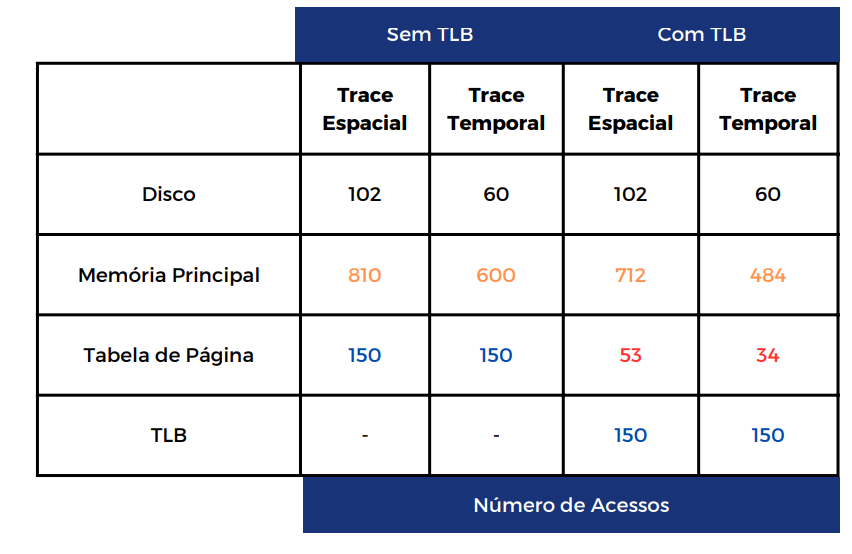 Sem TLB Com TLB
Trace Espacial Trace Temporal Trace Espacial Trace Temporal
Disco 102 60 102 60
Memória Principal 810 600 712 484
Tabela de Página 150 150 53 34
TLB - - 150 150
Número de Acessos